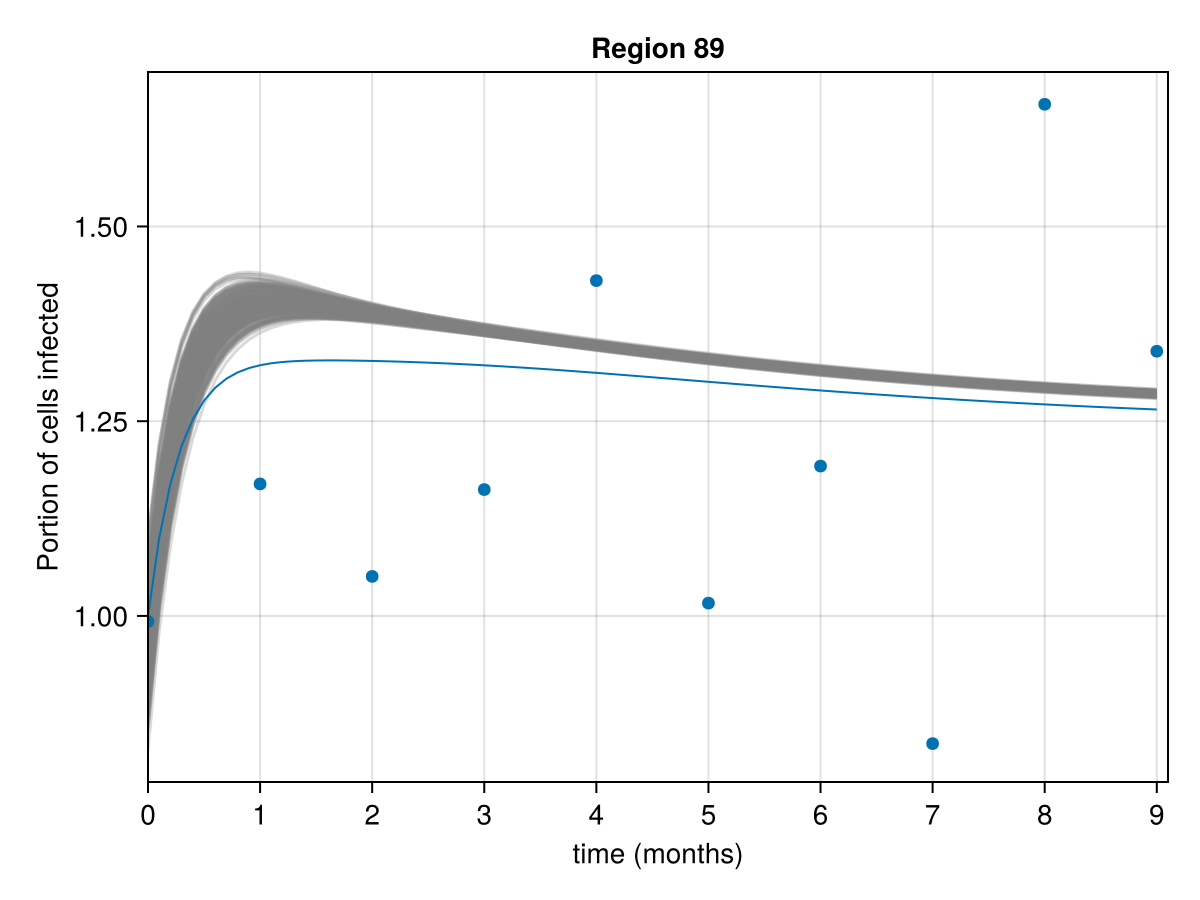 Region 89
Portion of cells infected
1.50
1.25
1.00
0 1 2 3 4 5 6 7 8 9
time (months)